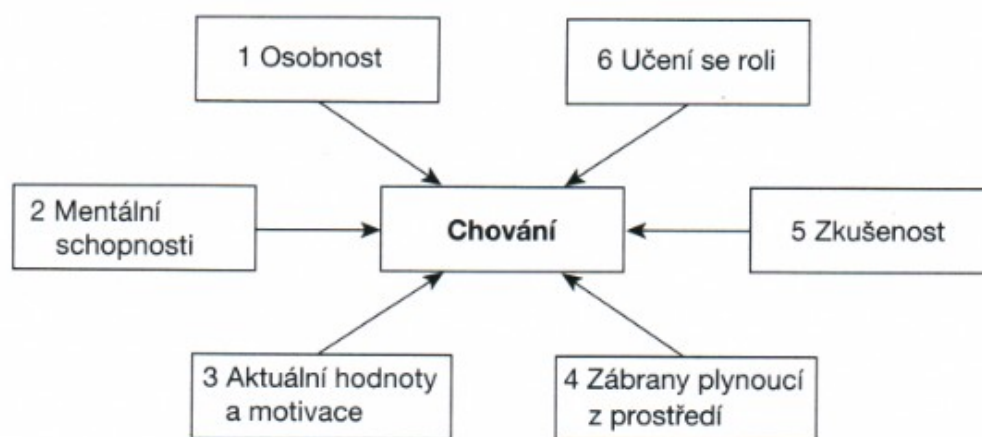 1 Osobnost
6 Učení se roli
2 Mentální
schopnosti
Chování
5 Zkušenost
3 Aktuální hodnoty
a motivace
4 Zábrany plynoucí
z prostředí